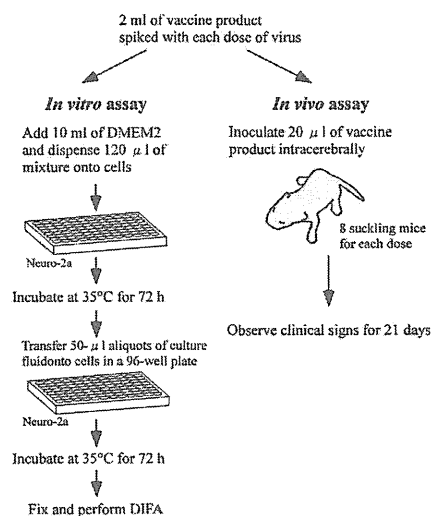 2 ml of vaccine product
spiked with each dose of virus
In vitro assay
Add 10 ml of DMEM2
and dispense 120 μl of
mixture onto cells
Neuro-2a
Incubate at 35°C for 72 h
Transfer 50-μl aliquots of culture
fluidonto cells in a 96-well plate
Neuro-2a
Incubate at 35°C for 72 h
Fix and perform DIFA
In vivo assay
Inoculate 20 μl of vaccine
product intracerebrally
8 suckling mice
for each dose
Observe clinical signs for 21 days